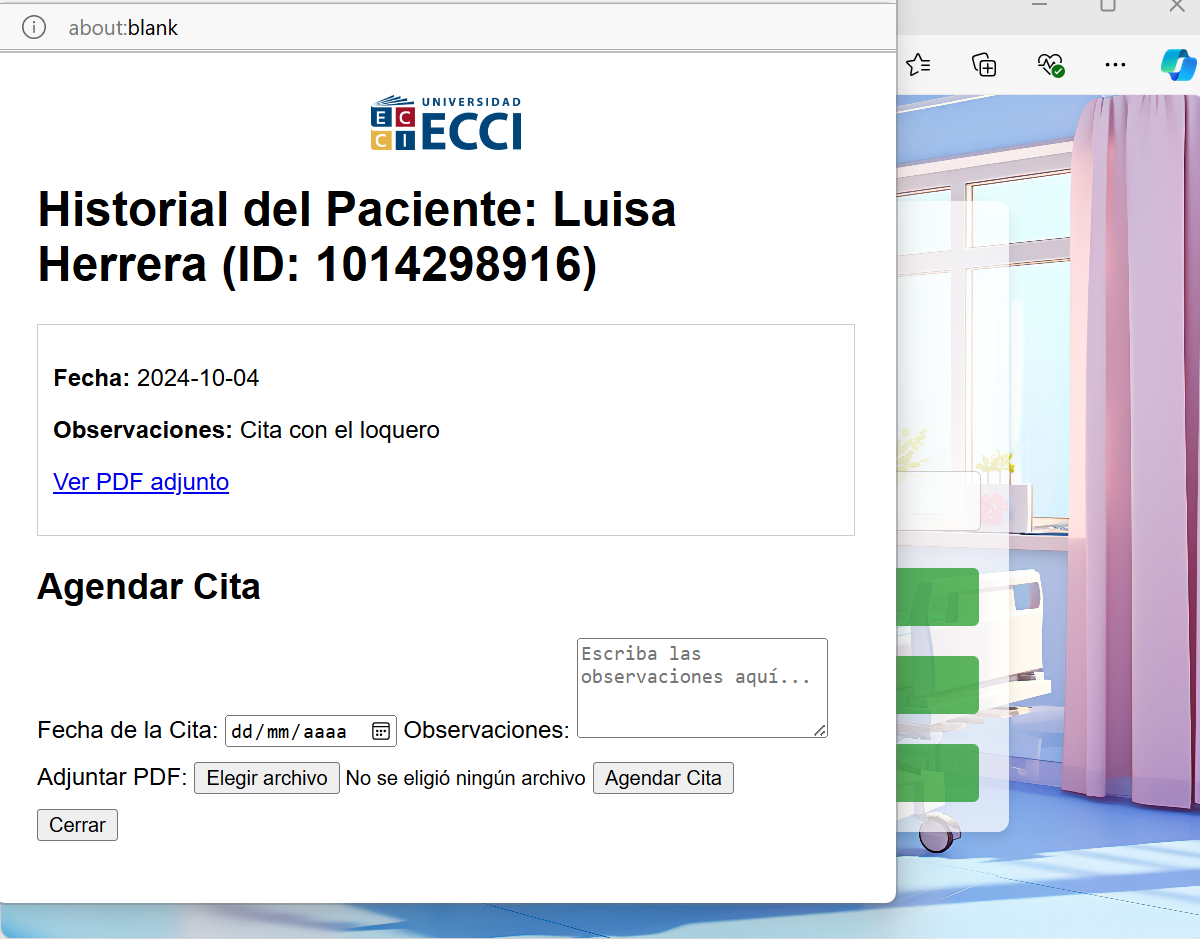 about:blank
UNIVERSIDAD
E C
C I
ECCI
Historial del Paciente: Luisa
Herrera (ID: 1014298916)
Fecha: 2024-10-04
Observaciones: Cita con el loquero
Ver PDF adjunto
Agendar Cita
Escriba las
observaciones aquí...
Fecha de la Cita: dd/mm/aaaa Observaciones:
Adjuntar PDF: Elegir archivo No se eligió ningún archivo Agendar Cita
Cerrar